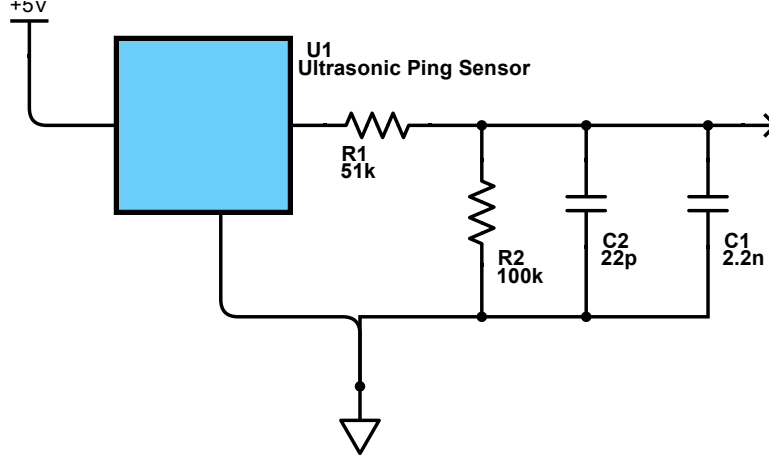 +5V
U1
Ultrasonic Ping Sensor
R1
51k
R2
100k
C2
22p
C1
2.2n